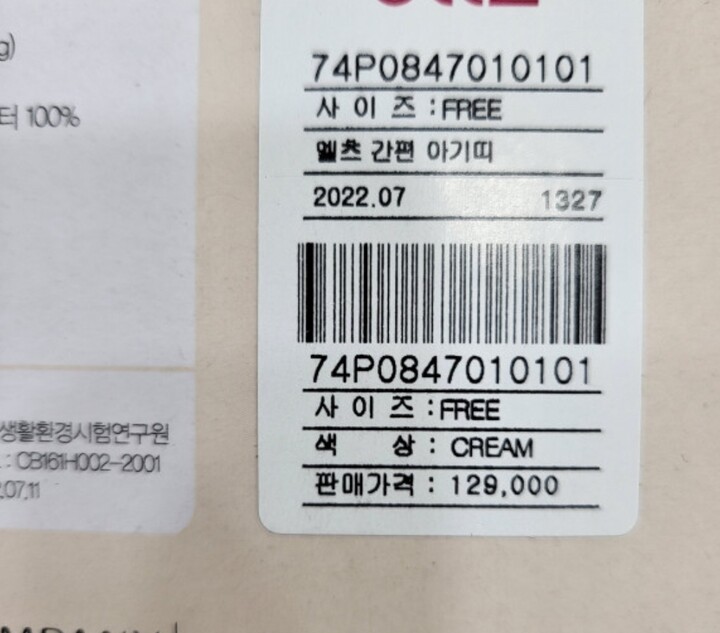 g)
터 100%
생활환경시험연구원
: CB161H002-2001
.07.11
74P0847010101
사 이 즈 : FREE
엘츠 간편 아기띠
2022.07 1327
74P0847010101
사 이 즈 : FREE
색 상 : CREAM
판매가격 : 129,000